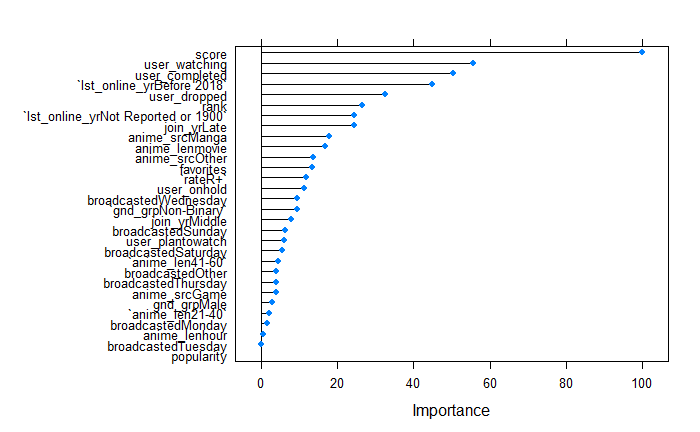 score
user_watching
user_completed
`lst_online_yrBefore 2018`
user_dropped
rank
`lst_online_yrNot Reported or 1900`
join_yrLate
anime_srcManga
anime_lenmovie
anime_srcOther
favorites
rateR+
user_onhold
broadcastedWednesday
`gnd_grpNon-Binary`
join_yrMiddle
broadcastedSunday
user_plantowatch
broadcastedSaturday
`anime_len41-60`
broadcastedOther
broadcastedThursday
anime_srcGame
gnd_grpMale
`anime_len21-40`
broadcastedMonday
anime_lenhour
broadcastedTuesday
popularity
0 20 40 60 80 100
Importance